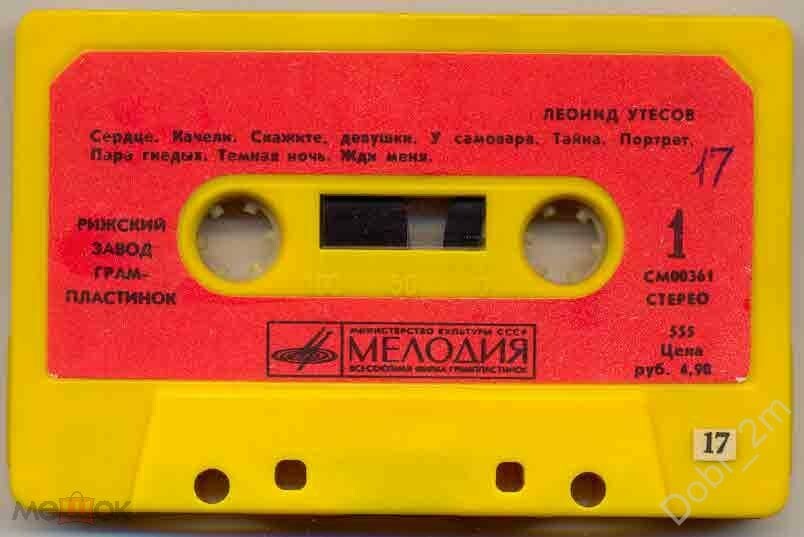 ЛЕОНИД УТЕСОВ
Сердце. Качели. Скажите, девушки. У самовара. Тайна. Портрет.
Пара гнедых. Темная ночь. Жди меня.
17
РИЖСКИЙ
ЗАВОД
ГРАМ-
ПЛАСТИНОК
1
СМ00361
СТЕРЕО
50
МИНИСТЕРСТВО КУЛЬТУРЫ СССР
МЕЛОДИЯ
ВСЕСОЮЗНАЯ ФИРМА ГРАМПЛАСТИНОК
555
Цена
руб. 4,90
17
Dobr_2m
мешок